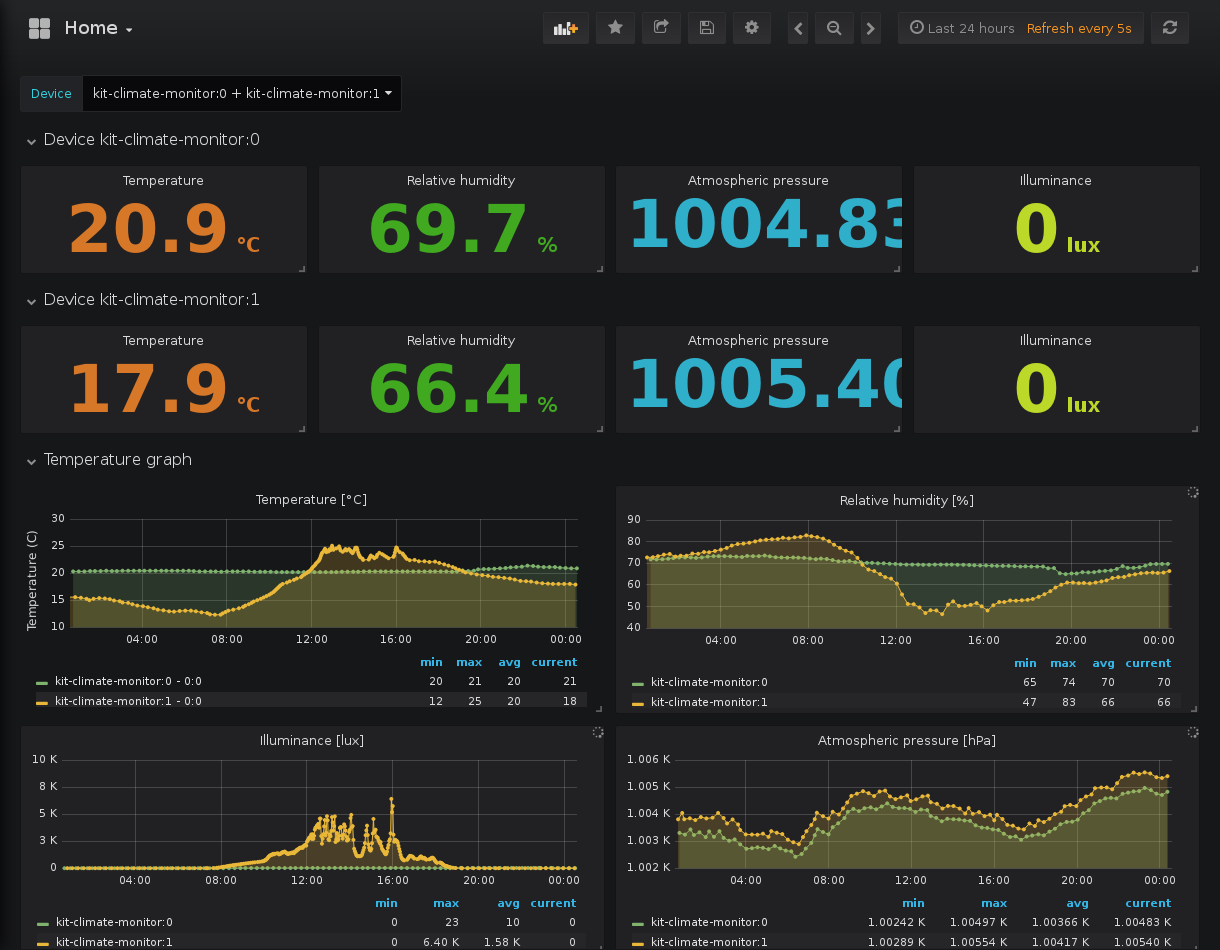 Home
Last 24 hours Refresh every 5s
Device kit-climate-monitor:0 + kit-climate-monitor:1
Device kit-climate-monitor:0
Temperature Relative humidity Atmospheric pressure Illuminance
20.9 °C 69.7 % 1004.83 0 lux
Device kit-climate-monitor:1
Temperature Relative humidity Atmospheric pressure Illuminance
17.9 °C 66.4 % 1005.40 0 lux
Temperature graph
Temperature [°C]
Temperature (C)
30
25
20
15
10
04:00 08:00 12:00 16:00 20:00 00:00
min max avg current
kit-climate-monitor:0 - 0:0 20 21 20 21
kit-climate-monitor:1 - 0:0 12 25 20 18
Relative humidity [%]
90
80
70
60
50
40
04:00 08:00 12:00 16:00 20:00 00:00
min max avg current
kit-climate-monitor:0 65 74 70 70
kit-climate-monitor:1 47 83 66 66
Illuminance [lux]
10 K
8 K
5 K
3 K
0
04:00 08:00 12:00 16:00 20:00 00:00
min max avg current
kit-climate-monitor:0 0 23 10 0
kit-climate-monitor:1 0 6.40 K 1.58 K 0
Atmospheric pressure [hPa]
1.006 K
1.005 K
1.004 K
1.003 K
1.002 K
04:00 08:00 12:00 16:00 20:00 00:00
min max avg current
kit-climate-monitor:0 1.00242 K 1.00497 K 1.00366 K 1.00483 K
kit-climate-monitor:1 1.00289 K 1.00554 K 1.00417 K 1.00540 K